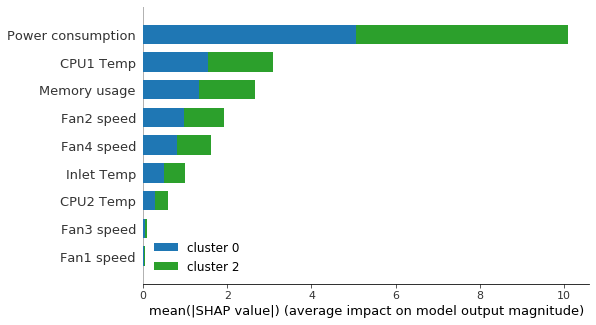 Power consumption
CPU1 Temp
Memory usage
Fan2 speed
Fan4 speed
Inlet Temp
CPU2 Temp
Fan3 speed
Fan1 speed
cluster 0
cluster 2
0 2 4 6 8 10
mean(|SHAP value|) (average impact on model output magnitude)